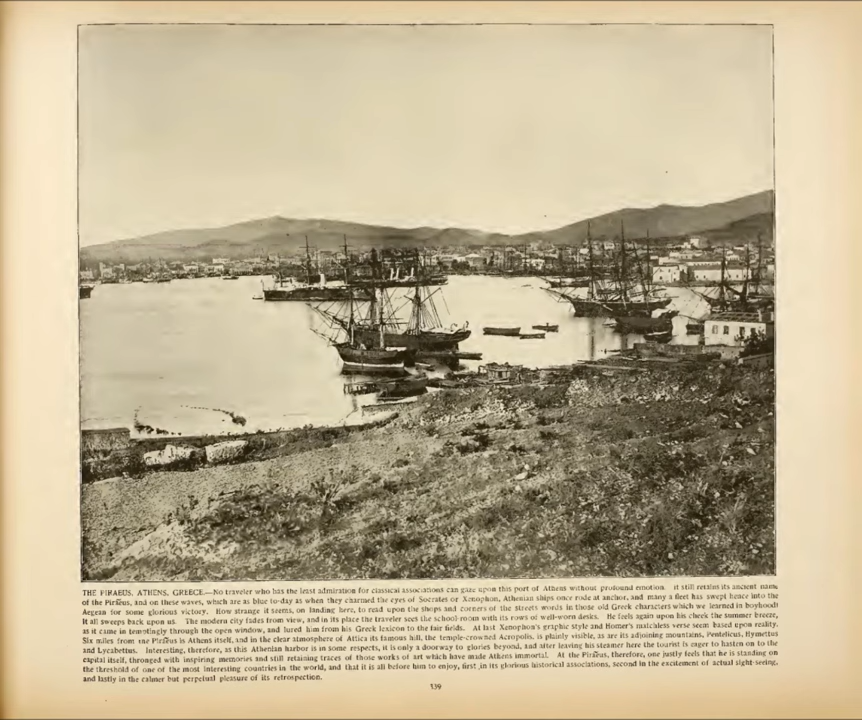 THE PIRAEUS, ATHENS, GREECE.—No traveler who has the least admiration for classical associations can gaze upon this port of Athens without profound emotion. It still retains its ancient name
of the Piræus, and on these waves, which are as blue to-day as when they charmed the eyes of Socrates or Xenophon, Athenian ships once rode at anchor, and many a fleet has swept hence into the
Aegean for some glorious victory. How strange it seems, on landing here, to read upon the shops and corners of the streets words in those old Greek characters which we learned in boyhood!
It all sweeps back upon us. The modern city fades from view, and in its place the traveler sees the school-room with its rows of well-worn desks. He feels again upon his cheek the summer breeze,
as it came in temptingly through the open window, and lured him from his Greek lexicon to the fair fields. At last Xenophon's graphic style and Homer's matchless verse seem based upon reality.
Six miles from the Piræus is Athens itself, and in the clear atmosphere of Attica its famous hill, the temple-crowned Acropolis, is plainly visible, as are its adjoining mountains, Pentelicus, Hymettus
and Lycabettus. Interesting, therefore, as this Athenian harbor is in some respects, it is only a doorway to glories beyond, and after leaving his steamer here the tourist is eager to hasten on to the
capital itself, thronged with inspiring memories and still retaining traces of those works of art which have made Athens immortal. At the Piræus, therefore, one justly feels that he is standing on
the threshold of one of the most interesting countries in the world, and that it is all before him to enjoy, first in its glorious historical associations, second in the excitement of actual sight-seeing,
and lastly in the calmer but perpetual pleasure of its retrospection.
139